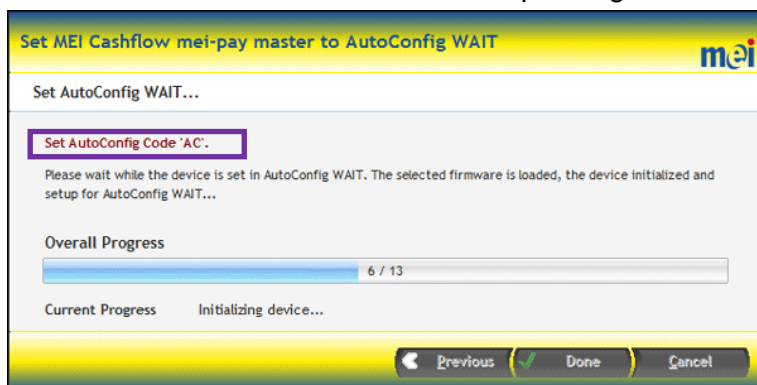 Set MEI Cashflow mei-pay master to AutoConfig WAIT
mei
Set AutoConfig WAIT...
Set AutoConfig Code 'AC'.
Please wait while the device is set in AutoConfig WAIT. The selected firmware is loaded, the device initialized and
setup for AutoConfig WAIT...
Overall Progress
6 / 13
Current Progress Initializing device...
Previous Done Cancel